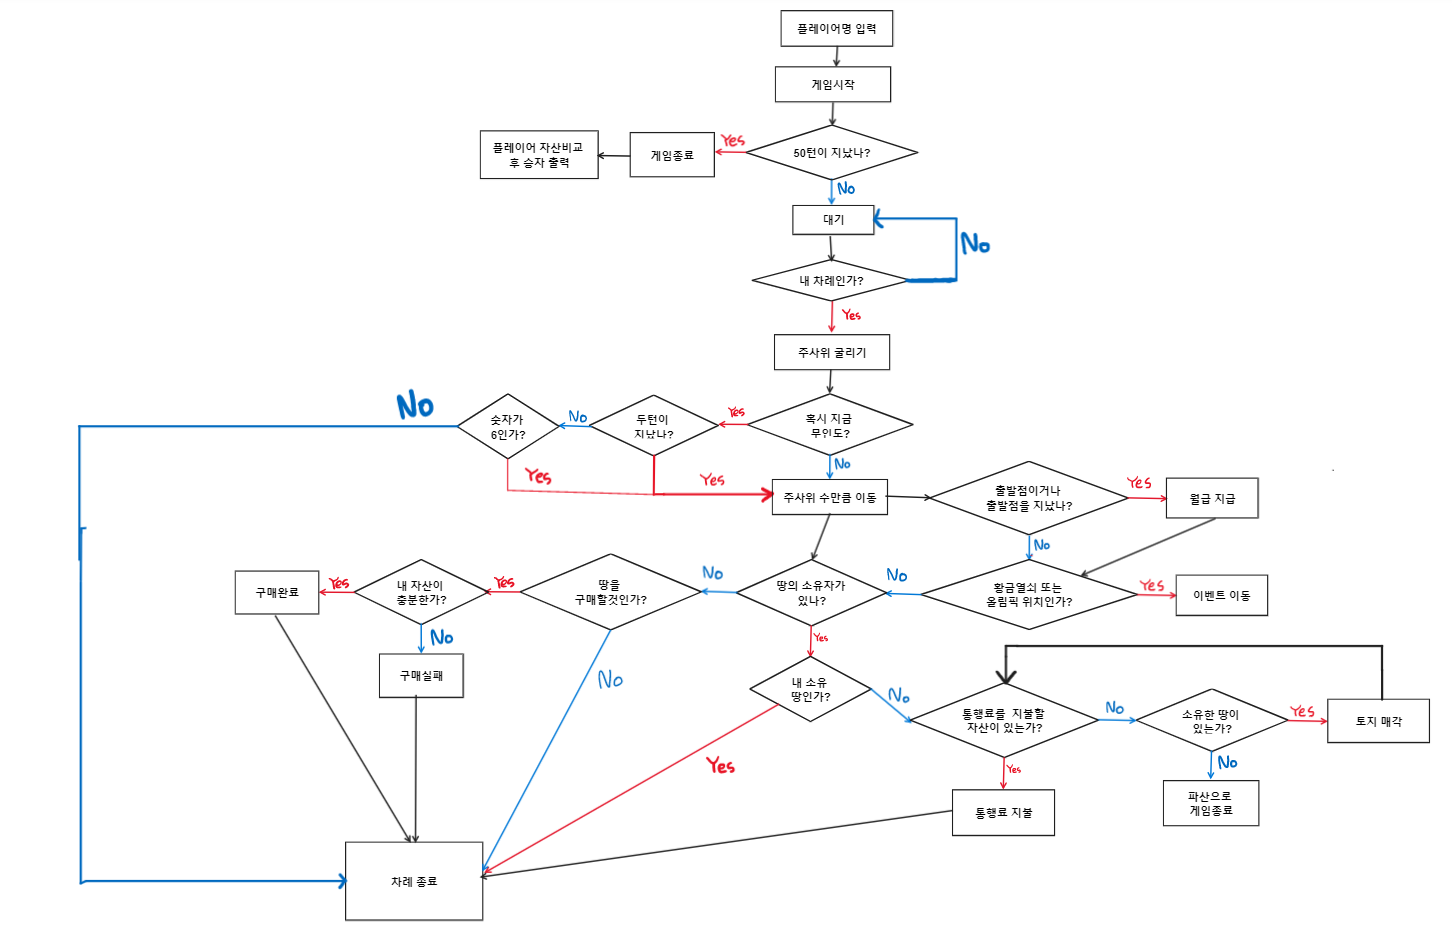 플레이어명 입력
게임시작
50턴이 지났나?
Yes
게임종료
플레이어 자산비교
후 승자 출력
No
대기
내 차례인가?
No
Yes
주사위 굴리기
혹시 지금
무인도?
Yes
두턴이
지났나?
No
숫자가
6인가?
No
Yes
Yes
No
주사위 수만큼 이동
출발점이거나
출발점을 지났나?
Yes
월급 지급
No
황금열쇠 또는
올림픽 위치인가?
Yes
이벤트 이동
No
땅의 소유자가
있나?
No
땅을
구매할것인가?
Yes
내 자산이
충분한가?
Yes
구매완료
No
구매실패
No
Yes
내 소유
땅인가?
No
Yes
통행료를 지불할
자산이 있는가?
No
소유한 땅이
있는가?
Yes
토지 매각
Yes
No
통행료 지불
파산으로
게임종료
차례 종료